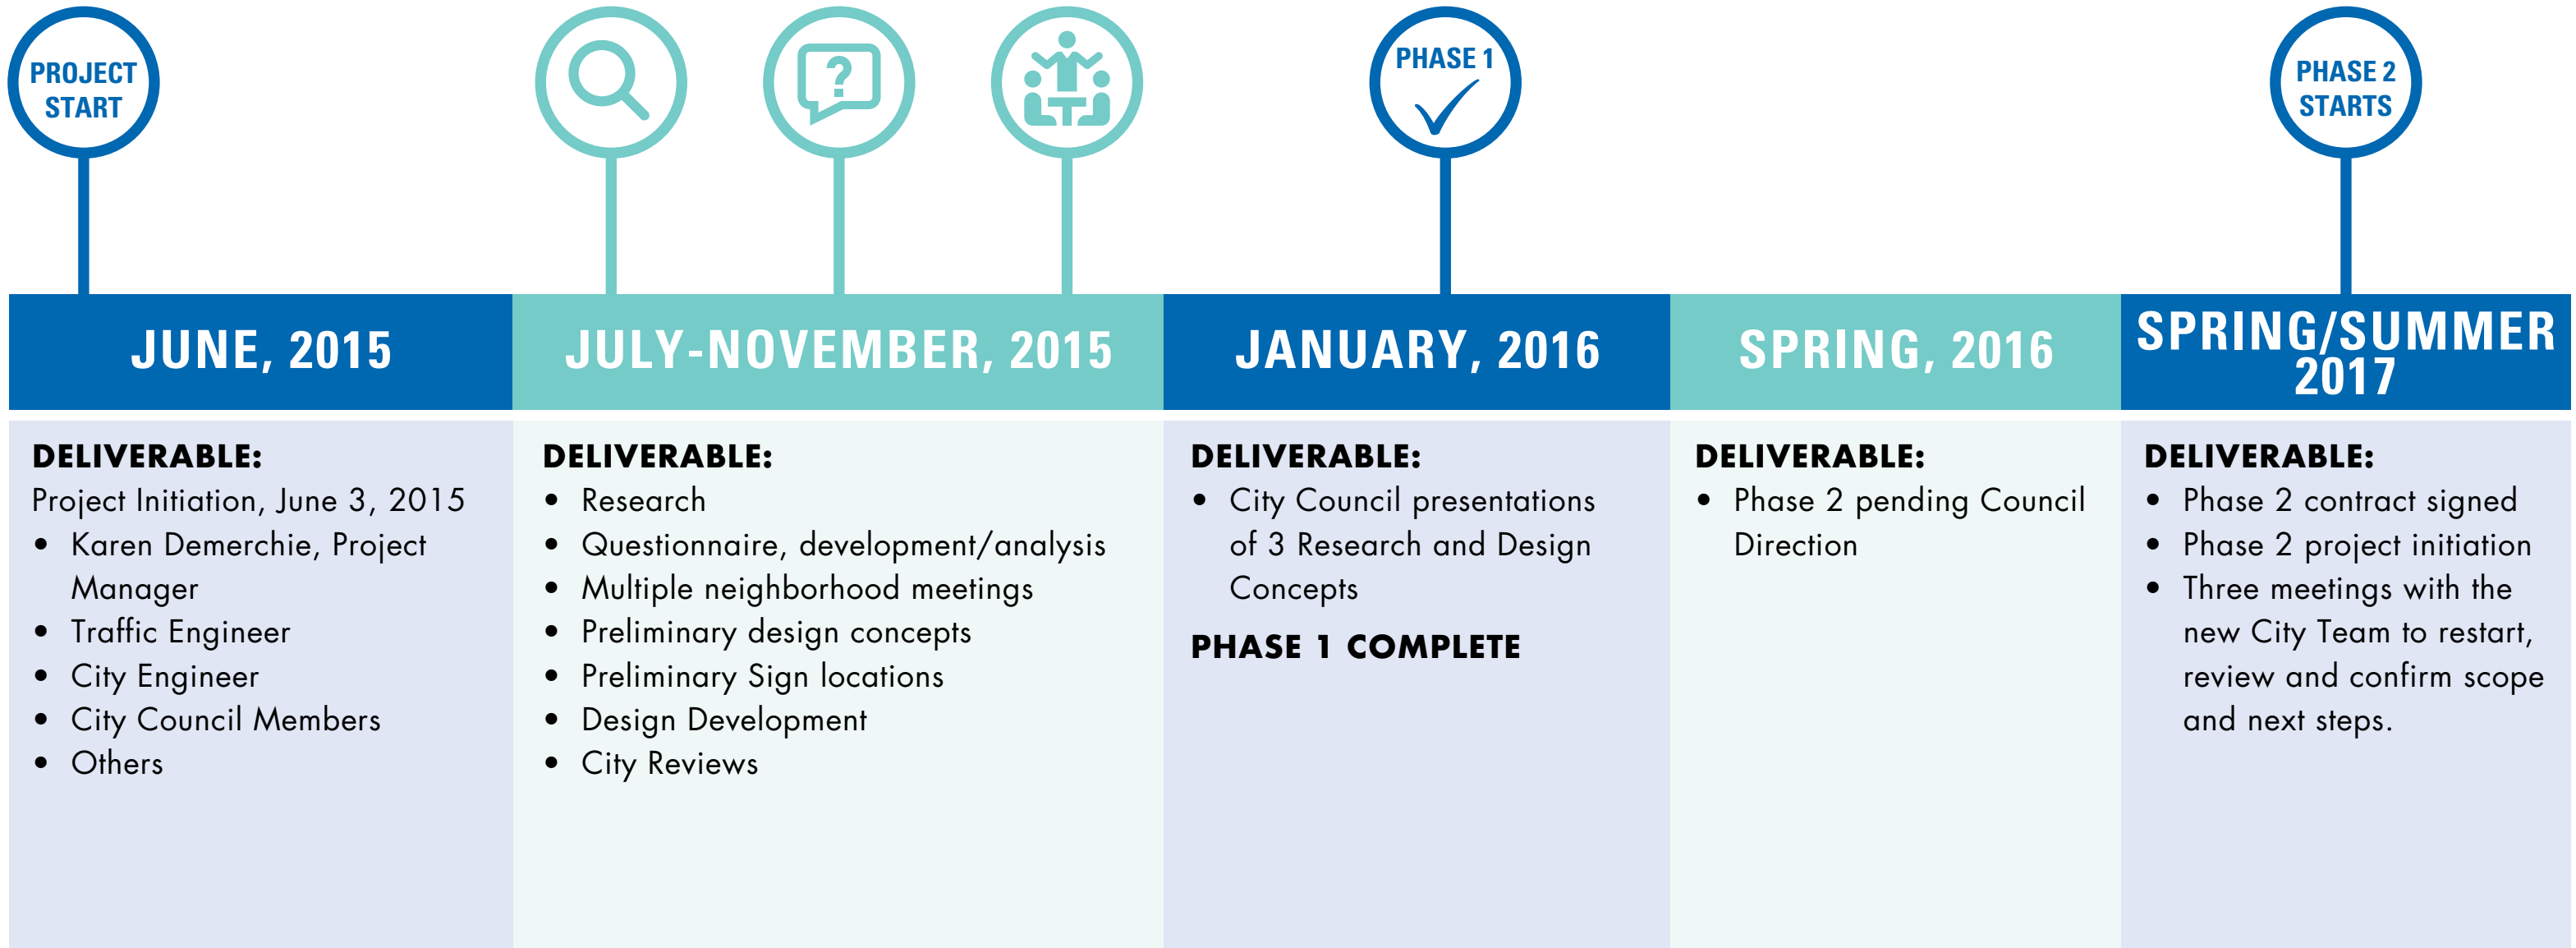 PROJECT
START
?
PHASE 1
PHASE 2
STARTS
JUNE, 2015
JULY-NOVEMBER, 2015
JANUARY, 2016
SPRING, 2016
SPRING/SUMMER
2017
DELIVERABLE:
Project Initiation, June 3, 2015
• Karen Demerchie, Project
Manager
• Traffic Engineer
• City Engineer
• City Council Members
• Others
DELIVERABLE:
• Research
• Questionnaire, development/analysis
• Multiple neighborhood meetings
• Preliminary design concepts
• Preliminary Sign locations
• Design Development
• City Reviews
DELIVERABLE:
• City Council presentations
of 3 Research and Design
Concepts
PHASE 1 COMPLETE
DELIVERABLE:
• Phase 2 pending Council
Direction
DELIVERABLE:
• Phase 2 contract signed
• Phase 2 project initiation
• Three meetings with the
new City Team to restart,
review and confirm scope
and next steps.